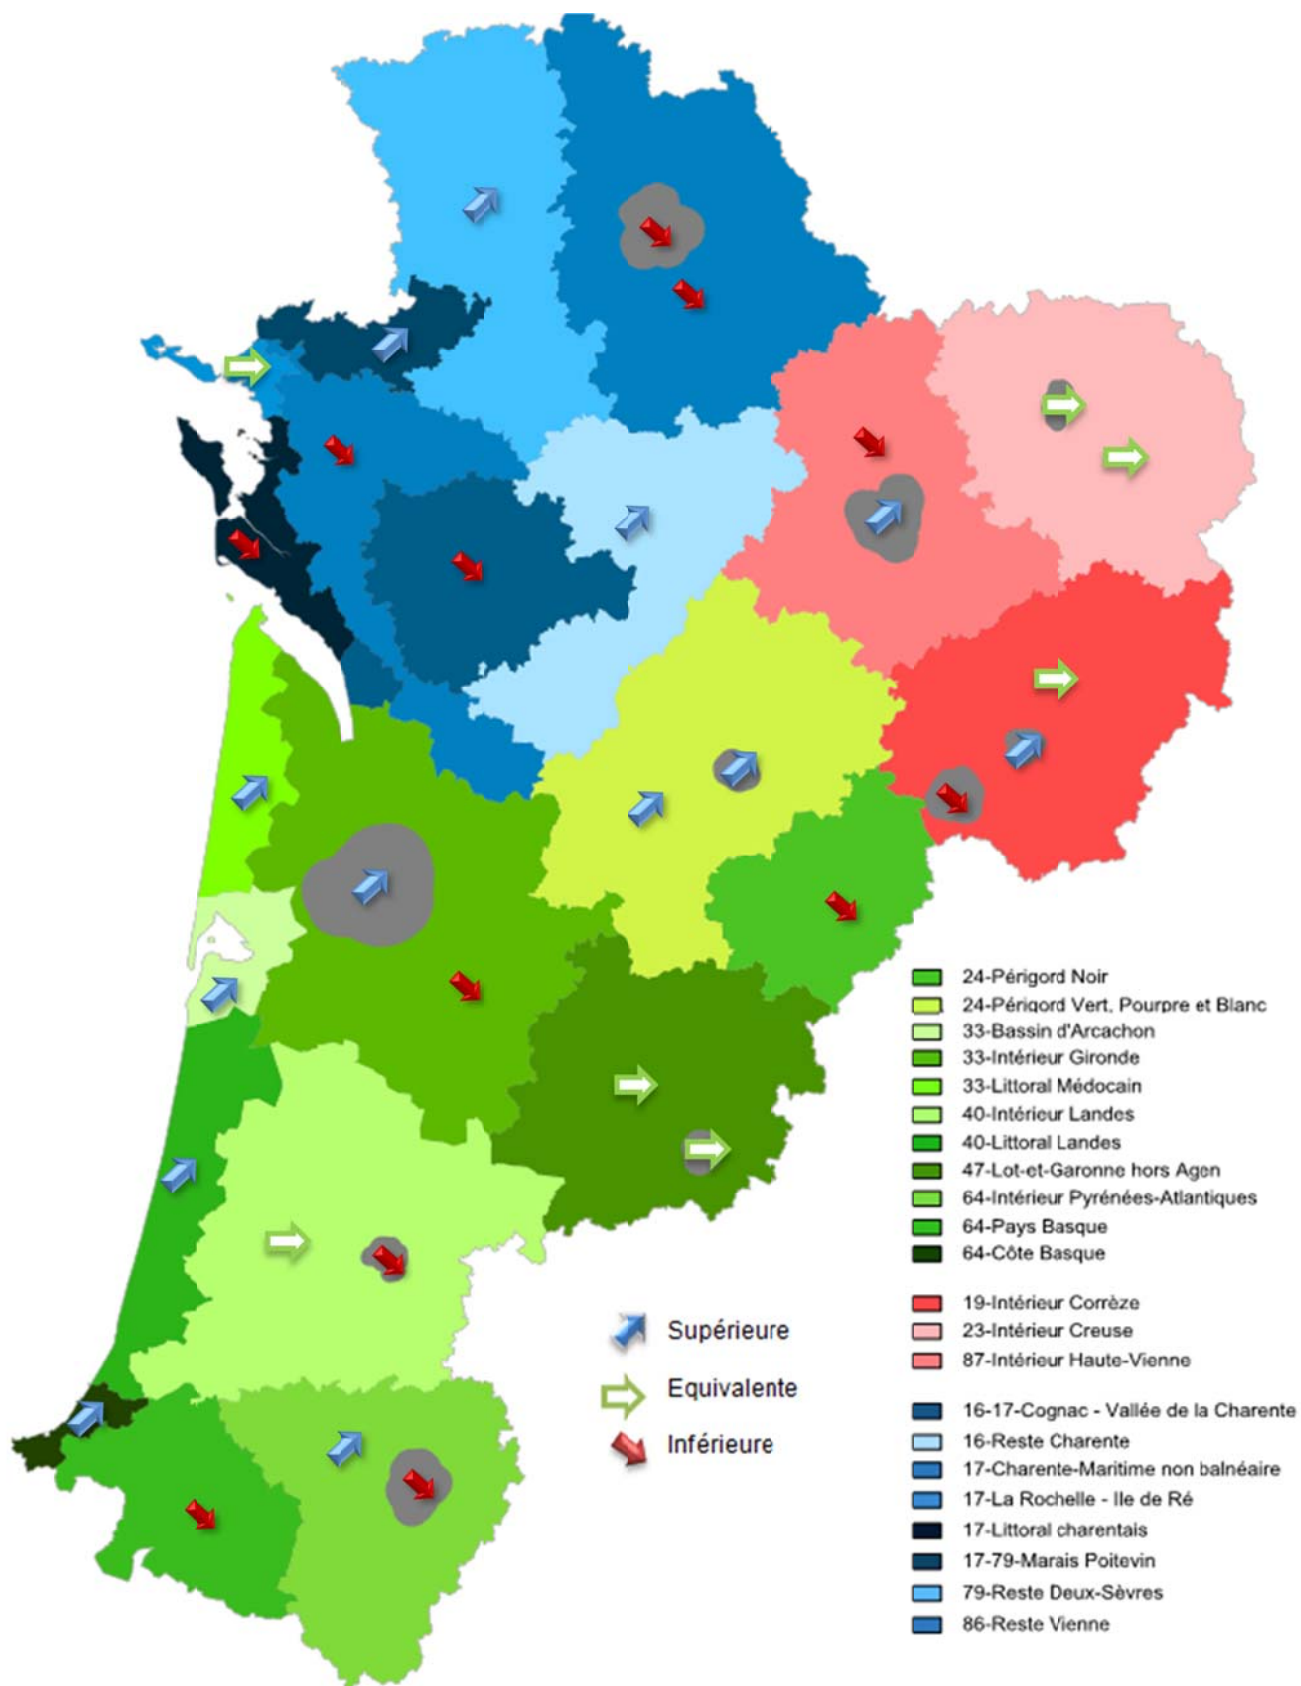 24-Périgord Noir
24-Périgord Vert, Pourpre et Blanc
33-Bassin d'Arcachon
33-Intérieur Gironde
33-Littoral Médocain
40-Intérieur Landes
40-Littoral Landes
47-Lot-et-Garonne hors Agen
64-Intérieur Pyrénées-Atlantiques
64-Pays Basque
64-Côte Basque
19-Intérieur Corrèze
23-Intérieur Creuse
87-Intérieur Haute-Vienne
16-17-Cognac - Vallée de la Charente
16-Reste Charente
17-Charente-Maritime non balnéaire
17-La Rochelle - Ile de Ré
17-Littoral charentais
17-79-Marais Poitevin
79-Reste Deux-Sèvres
86-Reste Vienne
Supérieure
Equivalente
Inférieure